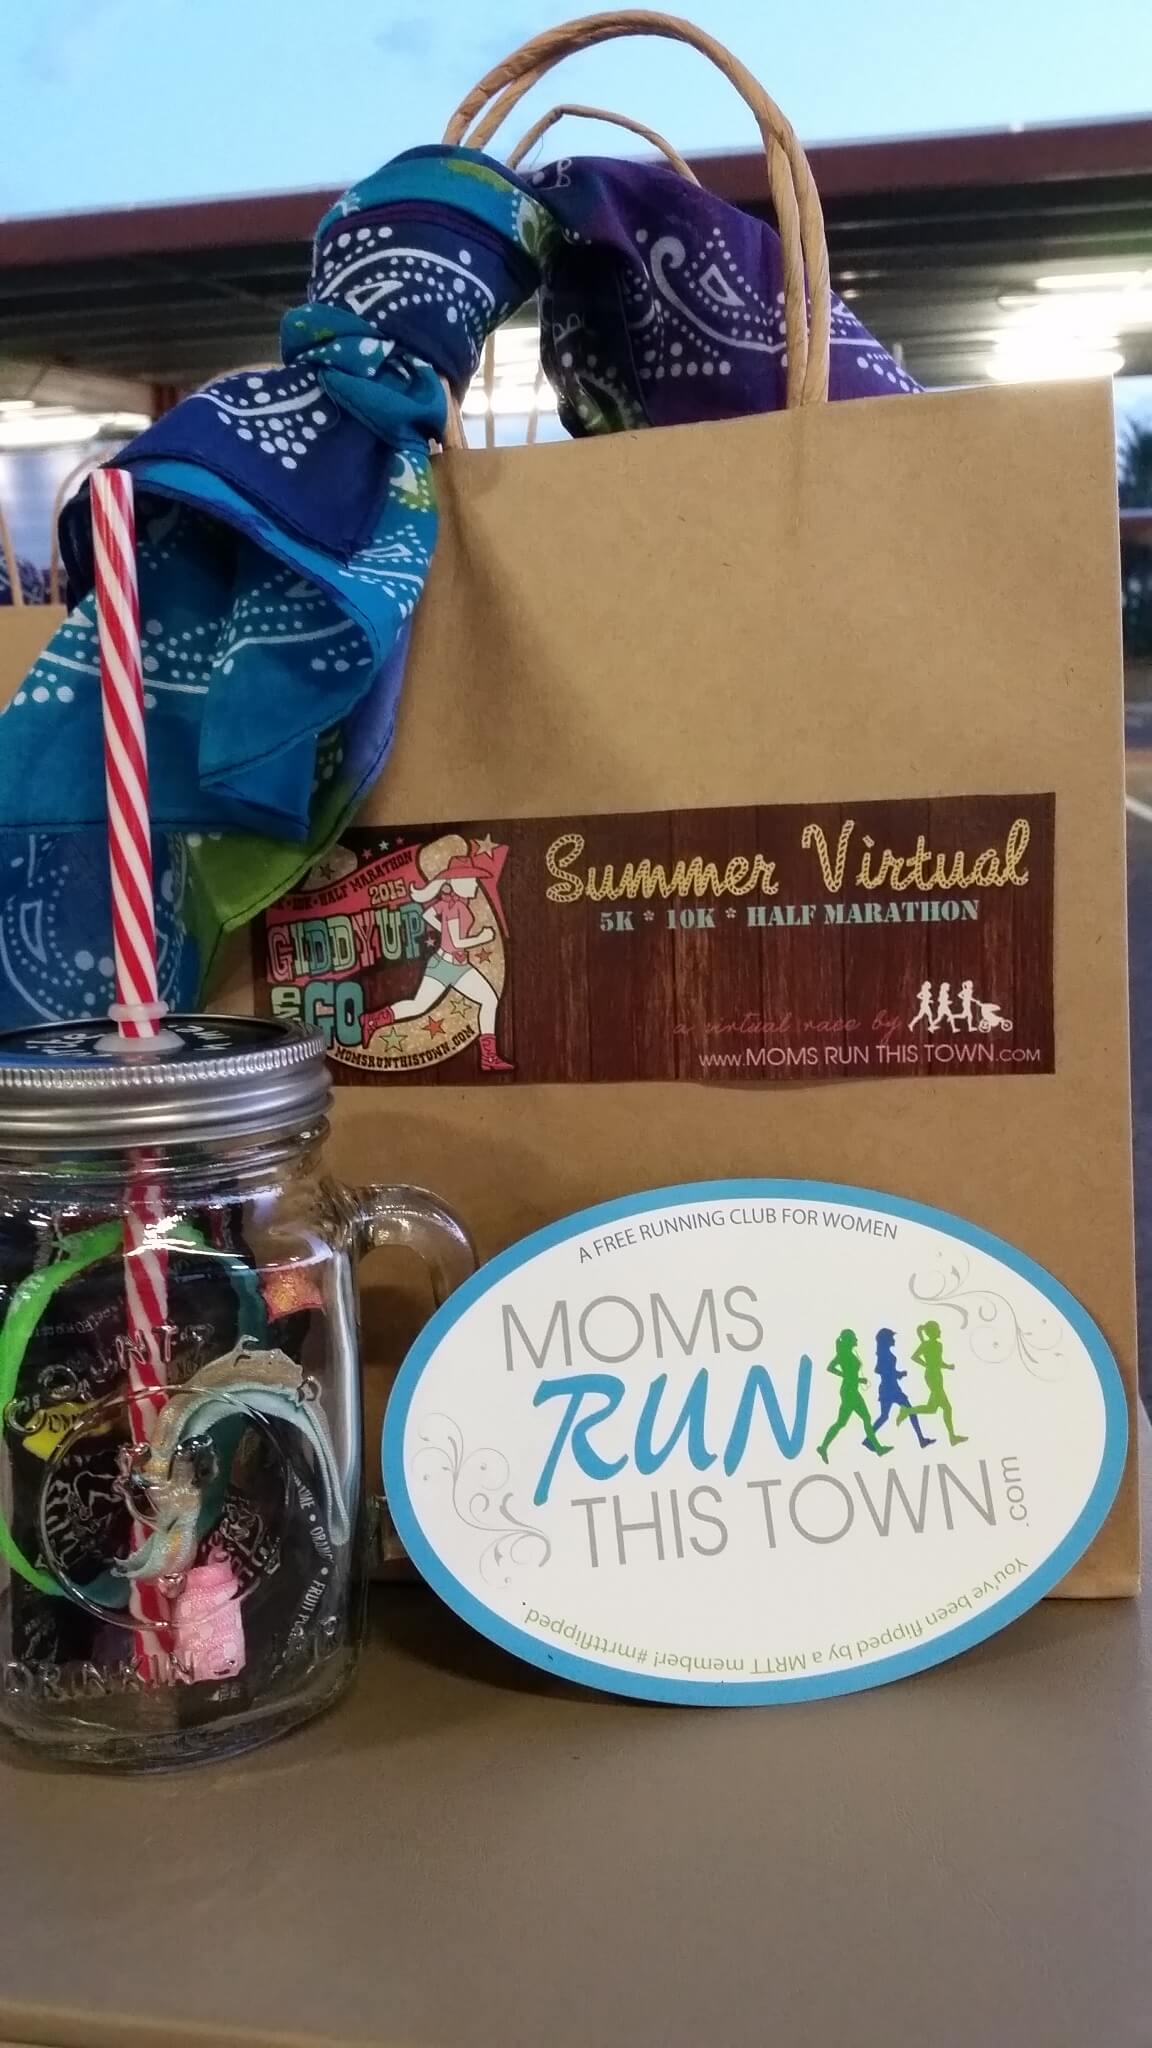 Summer Virtual
5K * 10K * HALF MARATHON
HALF MARATHON
2015
GIDDYUP
GO
MOMSRUNTHISTOWN.COM
a virtual race by
www.MOMS RUN THIS TOWN.COM
A FREE RUNNING CLUB FOR WOMEN
MOMS
RUN
THIS TOWN.com
You've been flipped by a MRTT member! #mrttflipped
DRINKIN
FRUIT